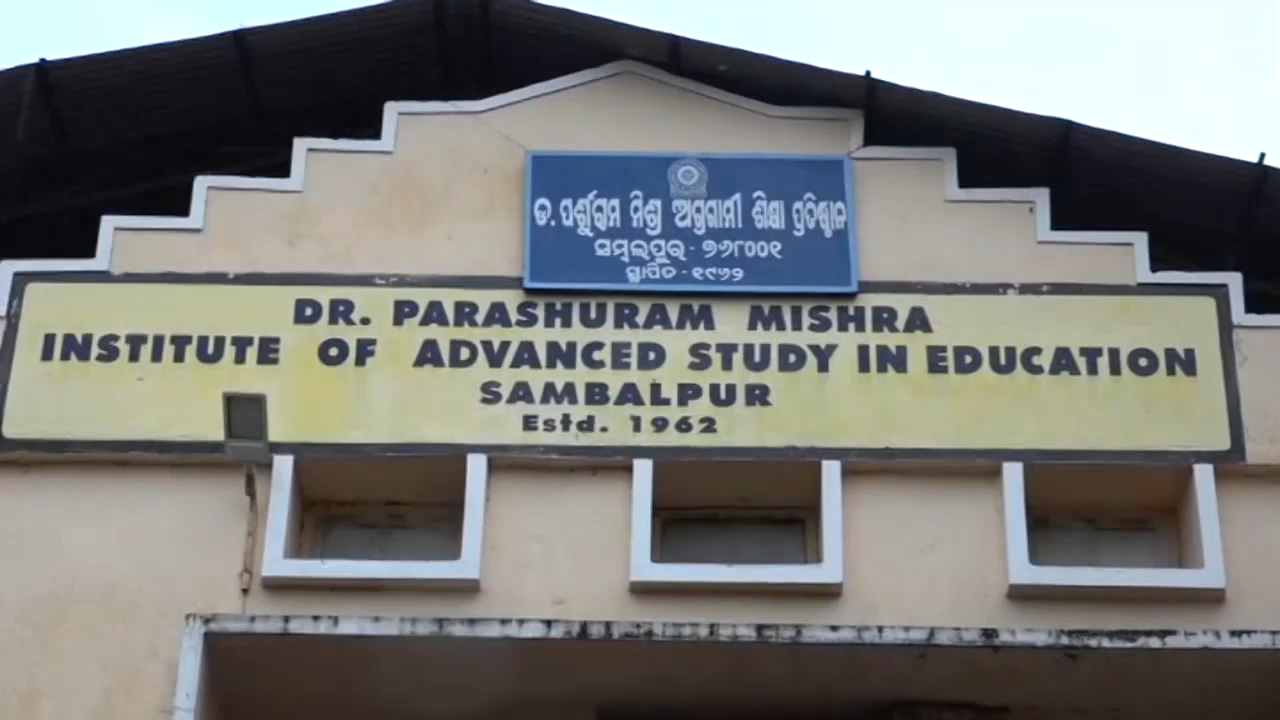 ଡ. ପର୍ଶୁରାମ ମିଶ୍ର ଅଗ୍ରଗାମୀ ଶିକ୍ଷା ପ୍ରତିଷ୍ଠାନ
ସମ୍ବଲପୁର - ୭୬୮୦୦୧
ସ୍ଥାପିତ - ୧୯୬୨
DR. PARASHURAM MISHRA
INSTITUTE OF ADVANCED STUDY IN EDUCATION
SAMBALPUR
Estd. 1962